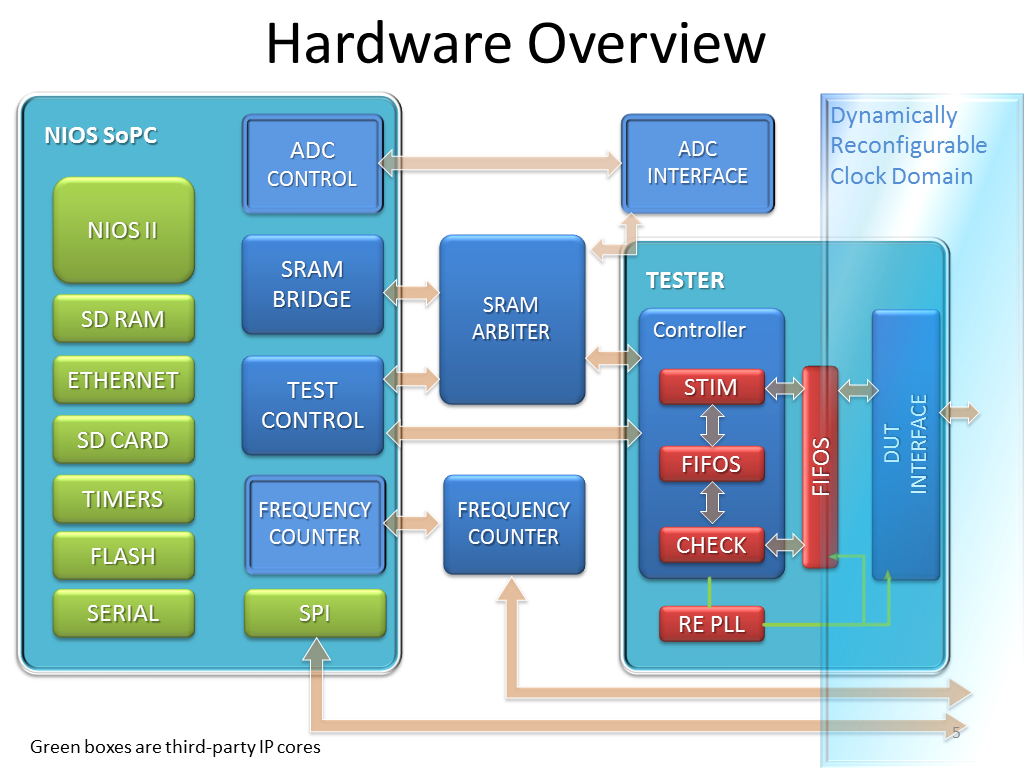 Hardware Overview
NIOS SoPC
NIOS II
SD RAM
ETHERNET
SD CARD
TIMERS
FLASH
SERIAL
ADC
CONTROL
SRAM
BRIDGE
TEST
CONTROL
FREQUENCY
COUNTER
SPI
SRAM
ARBITER
FREQUENCY
COUNTER
ADC
INTERFACE
Dynamically
Reconfigurable
Clock Domain
TESTER
Controller
STIM
FIFOS
CHECK
RE PLL
FIFOS
DUT
INTERFACE
Green boxes are third-party IP cores
5